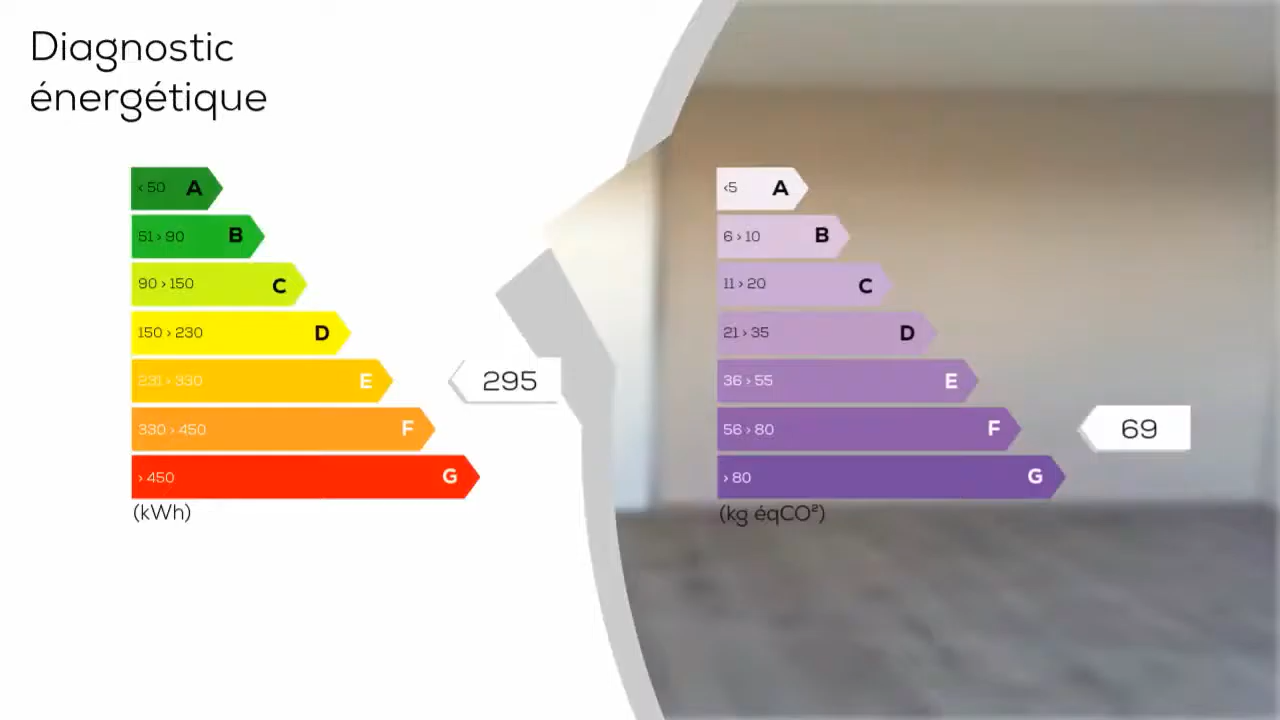 Diagnostic
énergétique
< 50 A
51 > 90 B
90 > 150 C
150 > 230 D
231 > 330 E
295
330 > 450 F
> 450 G
(kWh)
<5 A
6 > 10 B
11 > 20 C
21 > 35 D
36 > 55 E
56 > 80 F
69
> 80 G
(kg éqCO²)